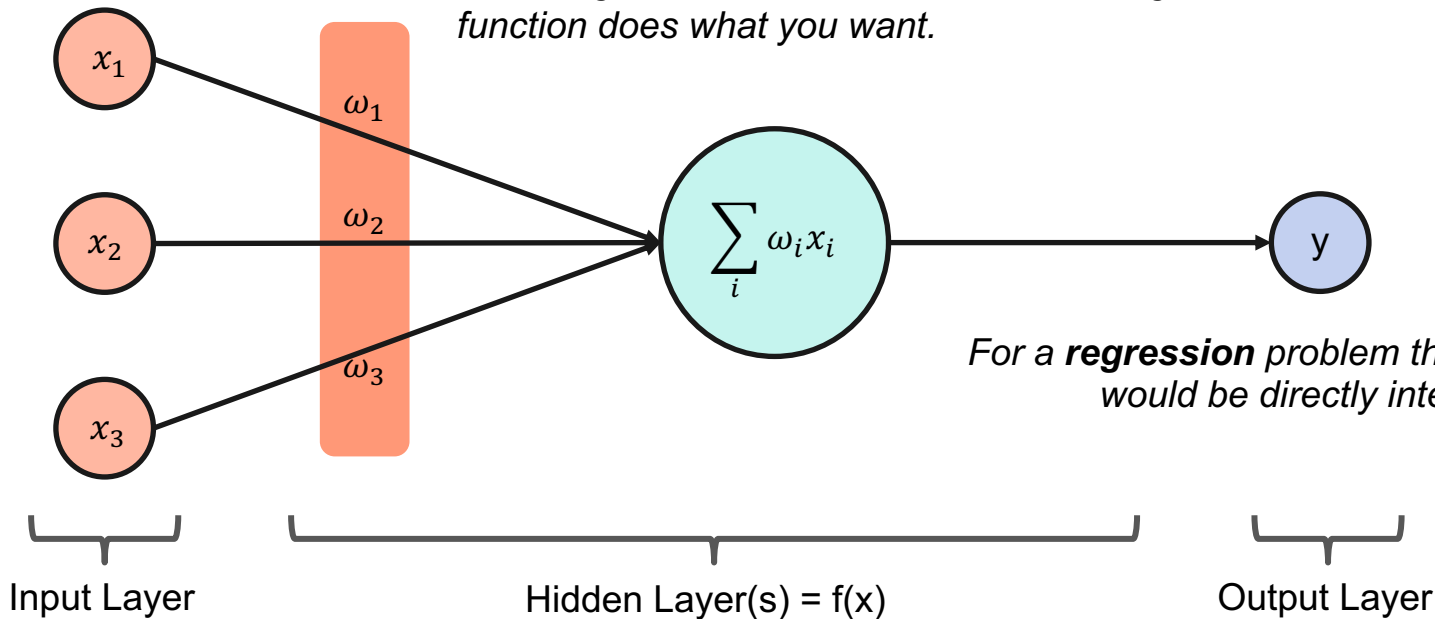 function does what you want.
x₁
ω₁
x₂
ω₂
∑ᵢ ωᵢxᵢ
y
ω₃
For a regression problem th
would be directly inte
x₃
Input Layer
Hidden Layer(s) = f(x)
Output Layer